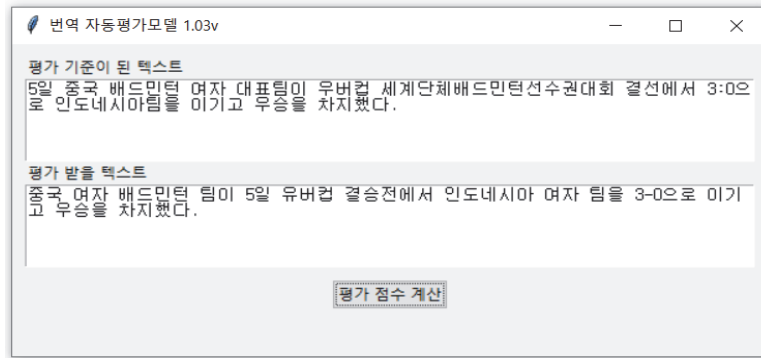 번역 자동평가모델 1.03v
평가 기준이 된 텍스트
5일 중국 배드민턴 여자 대표팀이 우버컵 세계단체배드민턴선수권대회 결선에서 3:0으
로 인도네시아팀을 이기고 우승을 차지했다.
평가 받을 텍스트
중국 여자 배드민턴 팀이 5일 유버컵 결승전에서 인도네시아 여자 팀을 3-0으로 이기
고 우승을 차지했다.
평가 점수 계산